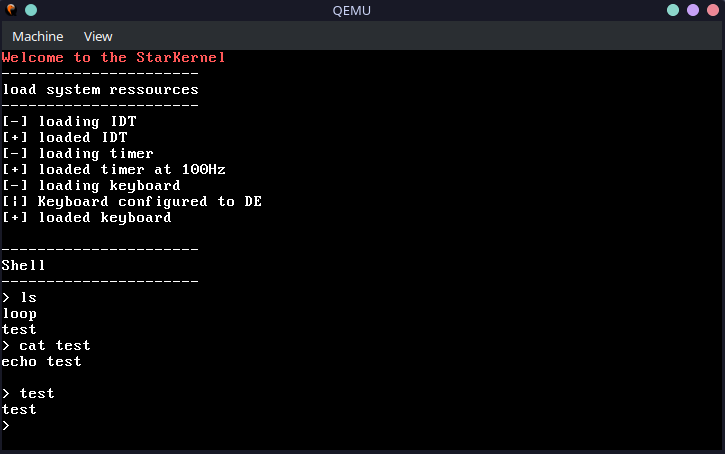 QEMU
Machine View
Welcome to the StarKernel
----------------------
load system ressources
----------------------
[-] loading IDT
[+] loaded IDT
[-] loading timer
[+] loaded timer at 100Hz
[-] loading keyboard
[¦] Keyboard configured to DE
[+] loaded keyboard
----------------------
Shell
----------------------
> ls
loop
test
> cat test
echo test
> test
test
>